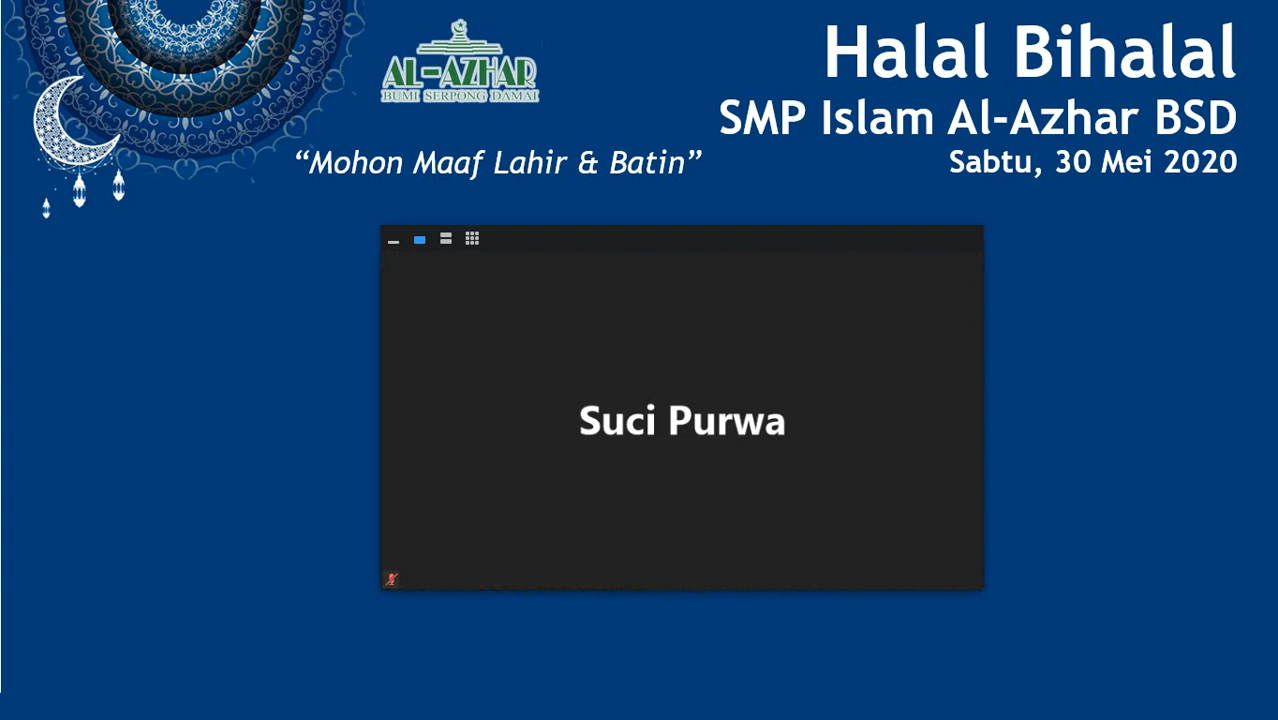 AL-AZHAR
BUMI SERPONG DAMAI
Halal Bihalal
SMP Islam Al-Azhar BSD
Sabtu, 30 Mei 2020
“Mohon Maaf Lahir & Batin”
Suci Purwa